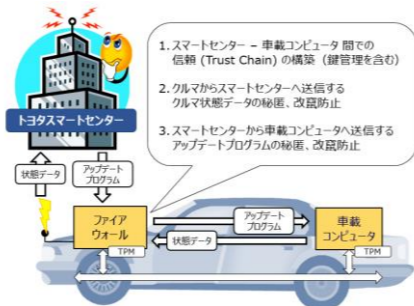 1. スマートセンター – 車載コンピュータ 間での
信頼 (Trust Chain) の構築 (鍵管理を含む)
2. クルマからスマートセンターへ送信する
クルマ状態データの秘匿、改竄防止
3. スマートセンターから車載コンピュータへ送信する
アップデートプログラムの秘匿、改竄防止
トヨタスマートセンター
状態データ
アップデート
プログラム
ファイア
ウォール
TPM
アップデート
プログラム
状態データ
車載
コンピュータ
TPM